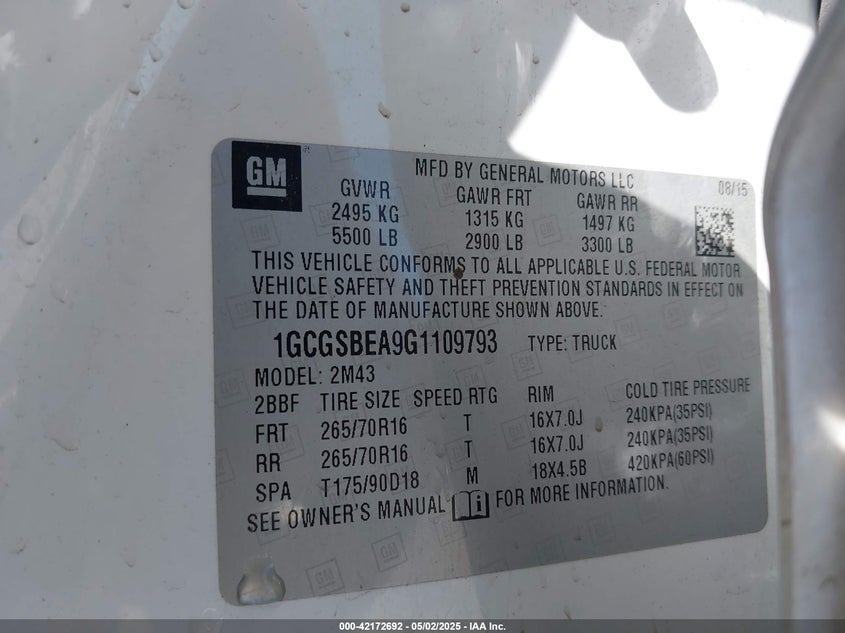 GM
MFD BY GENERAL MOTORS LLC 08/15
GVWR GAWR FRT GAWR RR
2495 KG 1315 KG 1497 KG
5500 LB 2900 LB 3300 LB
THIS VEHICLE CONFORMS TO ALL APPLICABLE U.S. FEDERAL MOTOR
VEHICLE SAFETY AND THEFT PREVENTION STANDARDS IN EFFECT ON
THE DATE OF MANUFACTURE SHOWN ABOVE.
1GCGSBEA9G1109793 TYPE: TRUCK
MODEL: 2M43
2BBF TIRE SIZE SPEED RTG RIM COLD TIRE PRESSURE
FRT 265/70R16 T 16X7.0J 240KPA(35PSI)
RR 265/70R16 T 16X7.0J 240KPA(35PSI)
SPA T175/90D18 M 18X4.5B 420KPA(60PSI)
SEE OWNER'S MANUAL i FOR MORE INFORMATION.
000-42172692 - 05/02/2025 - IAA Inc.